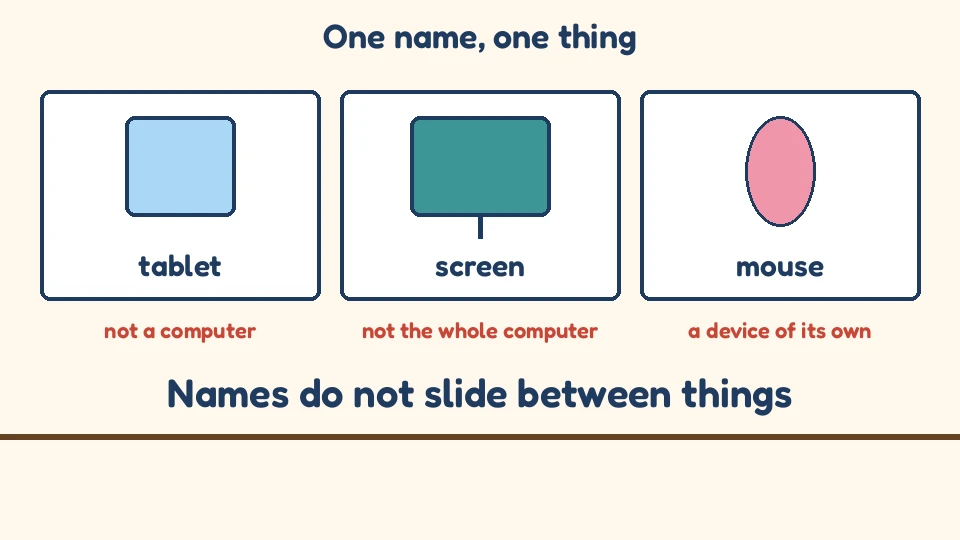 One name, one thing
tablet
screen
mouse
not a computer
not the whole computer
a device of its own
Names do not slide between things